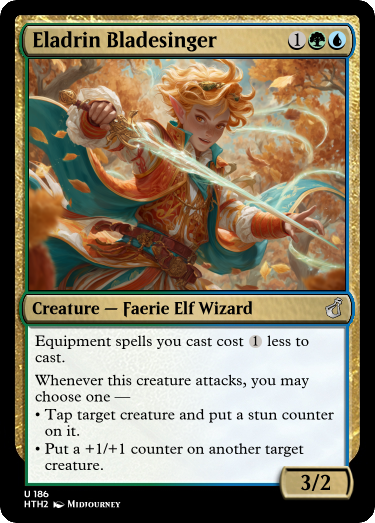 Eladrin Bladesinger 1
Creature — Faerie Elf Wizard
Equipment spells you cast cost 1 less to
cast.
Whenever this creature attacks, you may
choose one —
• Tap target creature and put a stun counter
on it.
• Put a +1/+1 counter on another target
creature.
3/2
U 186
HTH2 Midjourney